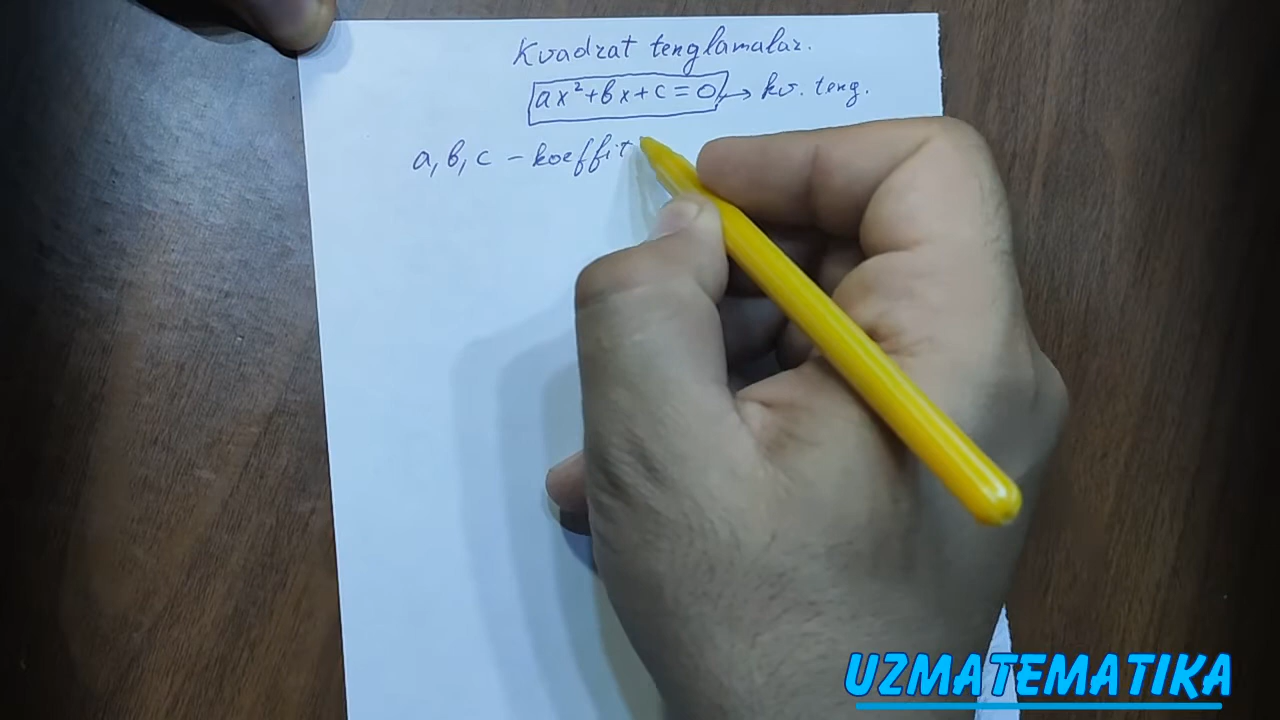 Kvadrat tenglamalar.
ax²+bx+c=0 → kv. teng.
a, b, c – koeffit
UZMATEMATIKA